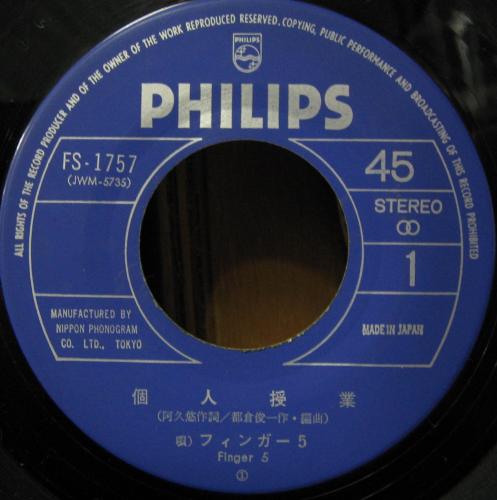 ALL RIGHTS OF THE RECORD PRODUCER AND OF THE OWNER OF THE WORK REPRODUCED RESERVED. COPYING, PUBLIC PERFORMANCE AND BROADCASTING OF THIS RECORD PROHIBITED
PHILIPS
PHILIPS
FS-1757
(JWM-5735)
45
STEREO
1
MANUFACTURED BY
NIPPON PHONOGRAM
CO. LTD., TOKYO
MADE IN JAPAN
個人授業
(阿久悠作詞/都倉俊一作・編曲)
唄) フィンガー5
Finger 5
①